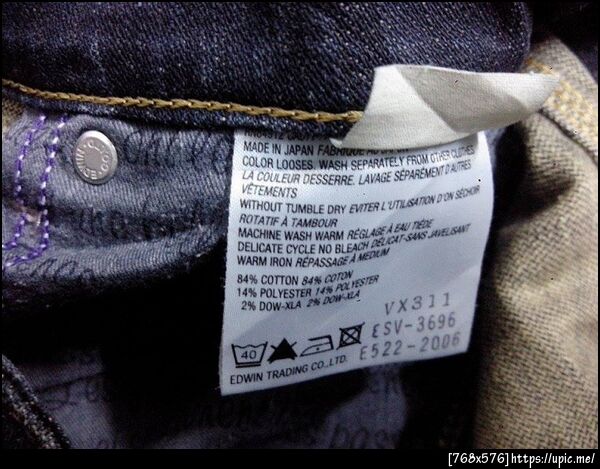 MADE IN JAPAN FABRIQUÉ AU
COLOR LOOSES. WASH SEPARATELY FROM OTHER CLOTHES.
LA COULEUR DESSERRE. LAVAGE SÉPARÉMENT D'AUTRES
VÊTEMENTS
WITHOUT TUMBLE DRY EVITER L'UTILISATION D'ON SÉCHOIR
ROTATIF À TAMBOUR
MACHINE WASH WARM RÉGLAGE À EAU TIÈDE
DELICATE CYCLE NO BLEACH DÉLICAT-SANS JAVELISANT
WARM IRON RÉPASSAGE À MEDIUM
84% COTTON 84% COTON
14% POLYESTER 14% POLYESTER
2% DOW-XLA 2% DOW-XLA
VX311
ESV-3696
E522-2006
40
EDWIN TRADING CO.,LTD.
[768x576]https://upic.me/